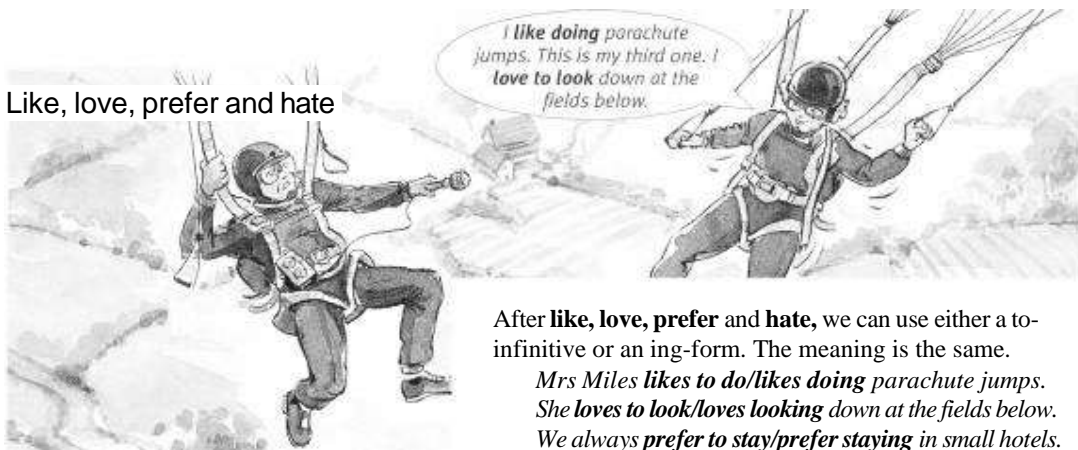 I like doing parachute
jumps. This is my third one. I
love to look down at the
fields below.
Like, love, prefer and hate
After like, love, prefer and hate, we can use either a to-
infinitive or an ing-form. The meaning is the same.
Mrs Miles likes to do/likes doing parachute jumps.
She loves to look/loves looking down at the fields below.
We always prefer to stay/prefer staying in small hotels.